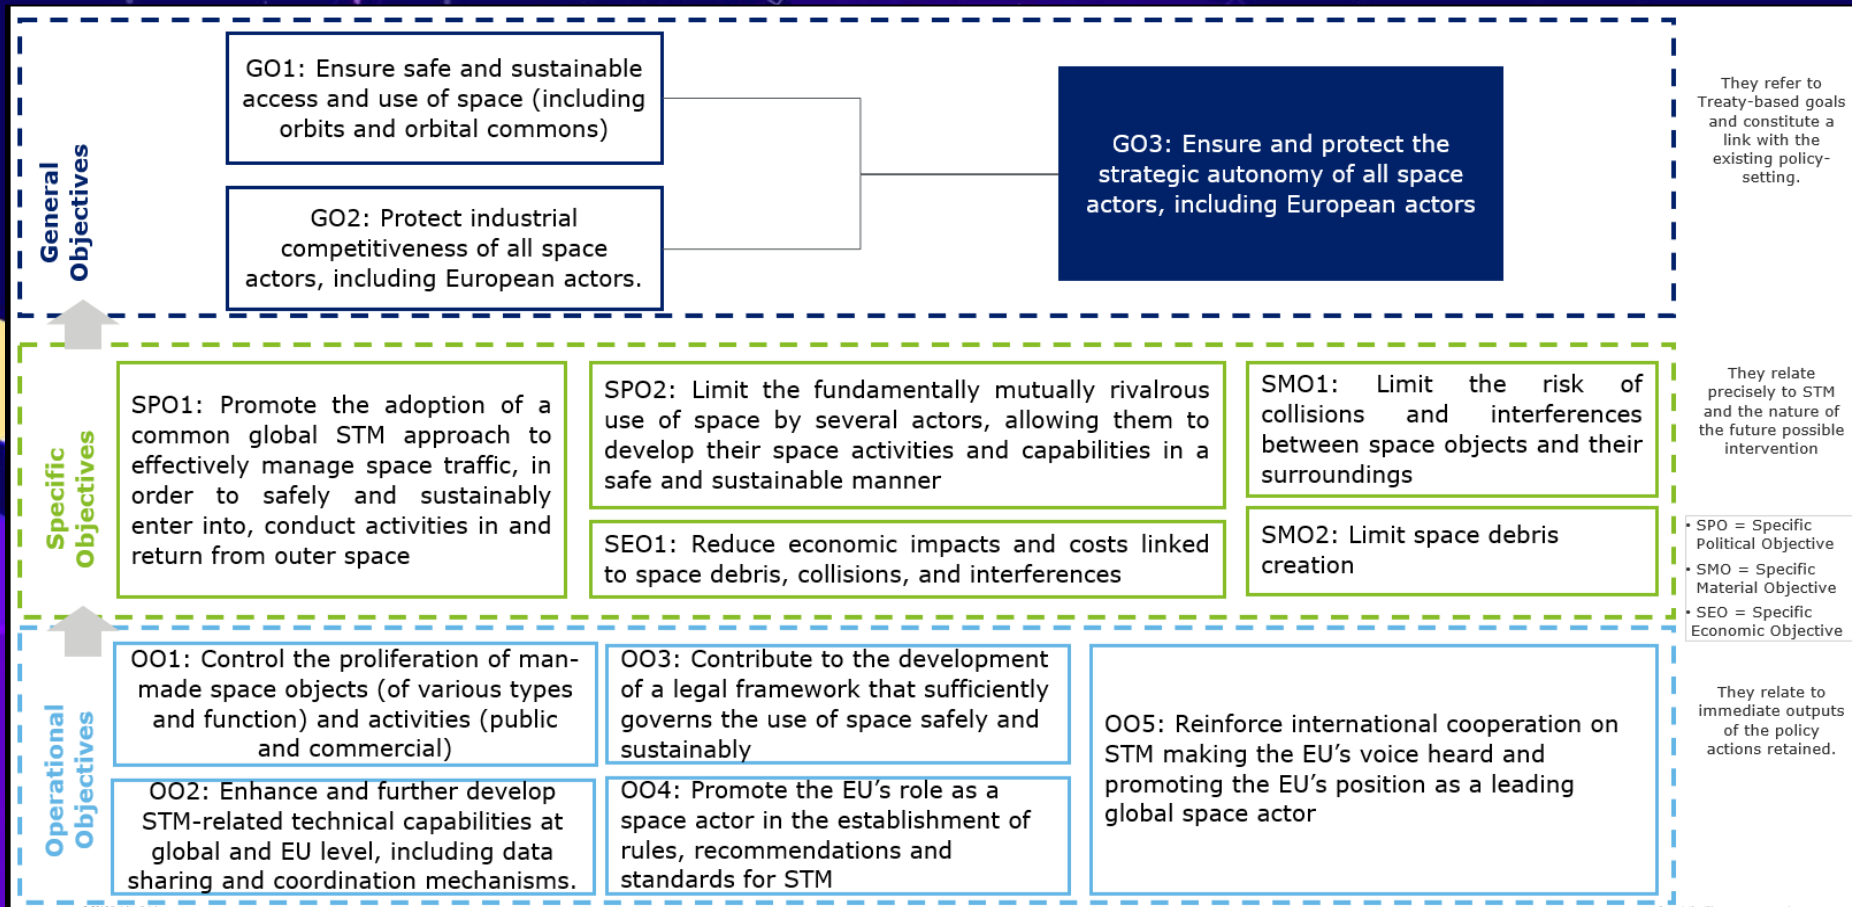 General
Objectives
GO1: Ensure safe and sustainable
access and use of space (including
orbits and orbital commons)
GO2: Protect industrial
competitiveness of all space
actors, including European actors.
GO3: Ensure and protect the
strategic autonomy of all space
actors, including European actors
They refer to
Treaty-based goals
and constitute a
link with the
existing policy-
setting.
Specific
Objectives
SPO1: Promote the adoption of a
common global STM approach to
effectively manage space traffic, in
order to safely and sustainably
enter into, conduct activities in and
return from outer space
SPO2: Limit the fundamentally mutually rivalrous
use of space by several actors, allowing them to
develop their space activities and capabilities in a
safe and sustainable manner
SEO1: Reduce economic impacts and costs linked
to space debris, collisions, and interferences
SMO1: Limit the risk of
collisions and interferences
between space objects and their
surroundings
SMO2: Limit space debris
creation
They relate
precisely to STM
and the nature of
the future possible
intervention
• SPO = Specific
Political Objective
• SMO = Specific
Material Objective
• SEO = Specific
Economic Objective
Operational
Objectives
OO1: Control the proliferation of man-
made space objects (of various types
and function) and activities (public
and commercial)
OO2: Enhance and further develop
STM-related technical capabilities at
global and EU level, including data
sharing and coordination mechanisms.
OO3: Contribute to the development
of a legal framework that sufficiently
governs the use of space safely and
sustainably
OO4: Promote the EU's role as a
space actor in the establishment of
rules, recommendations and
standards for STM
OO5: Reinforce international cooperation on
STM making the EU's voice heard and
promoting the EU's position as a leading
global space actor
They relate to
immediate outputs
of the policy
actions retained.